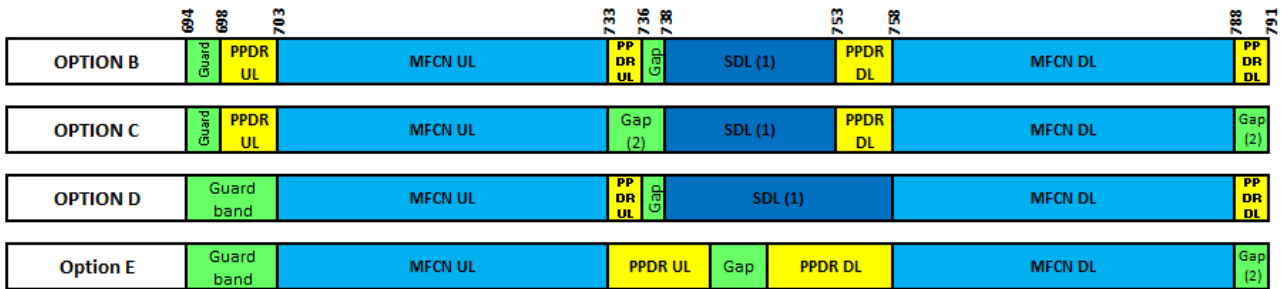 694 698 703 733 736 738 753 758 788 791
OPTION B Guard PPDR UL MFCN UL PP DR UL Gap SDL (1) PPDR DL MFCN DL PP DR DL
OPTION C Guard PPDR UL MFCN UL Gap (2) SDL (1) PPDR DL MFCN DL Gap (2)
OPTION D Guard band MFCN UL PP DR UL Gap SDL (1) MFCN DL PP DR DL
Option E Guard band MFCN UL PPDR UL Gap PPDR DL MFCN DL Gap (2)